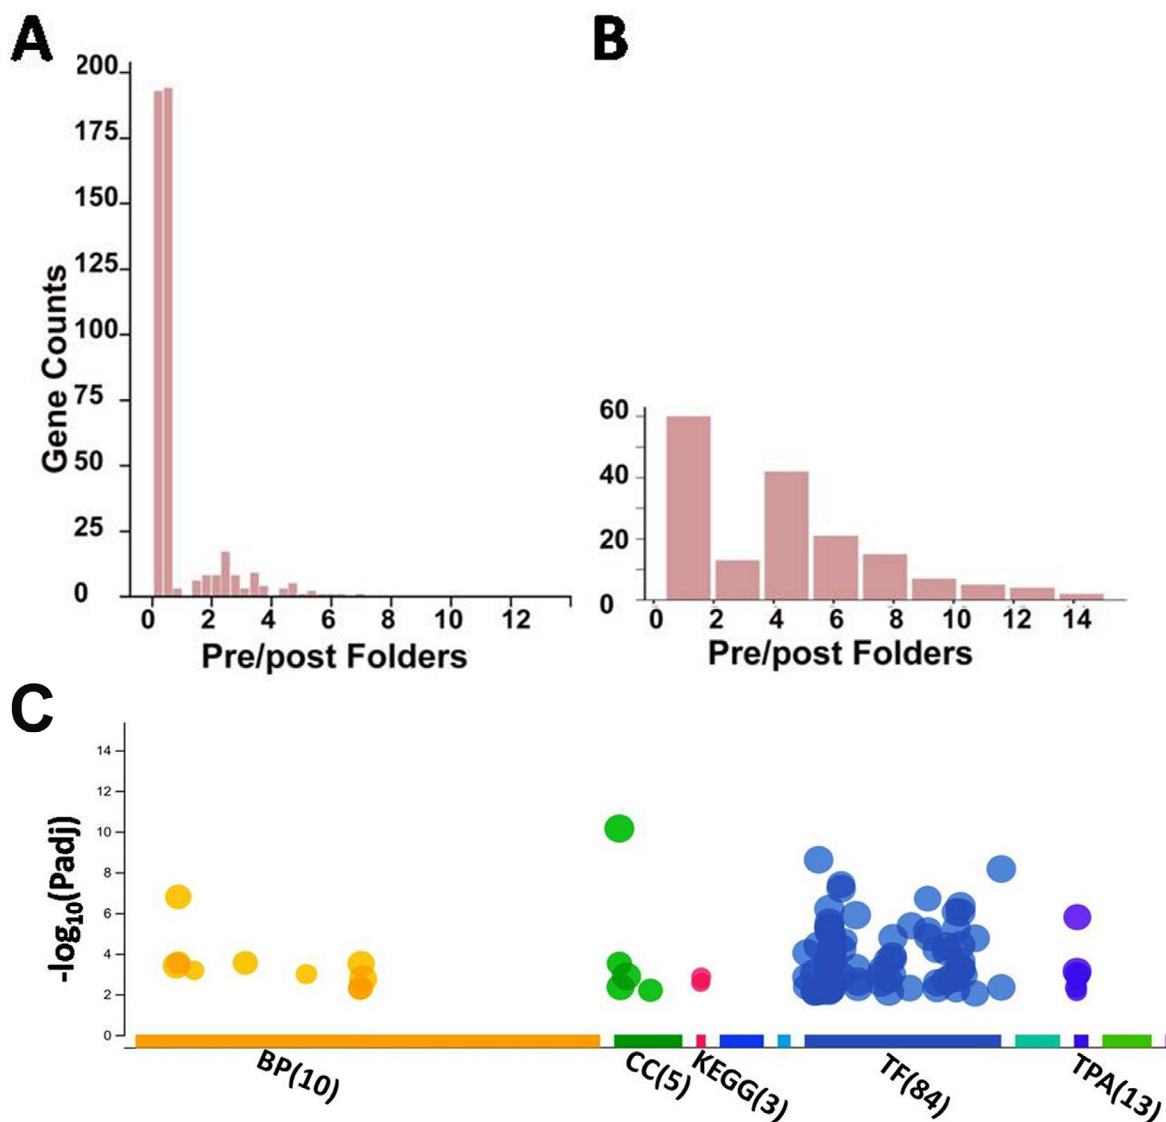 A
200
175
150
125
100
75
50
25
0
Gene Counts
0 2 4 6 8 10 12
Pre/post Folders
B
60
40
20
0
0 2 4 6 8 10 12 14
Pre/post Folders
C
14
12
10
8
6
4
2
0
-log10(Padj)
BP(10) CC(5) KEGG(3) TF(84) TPA(13)